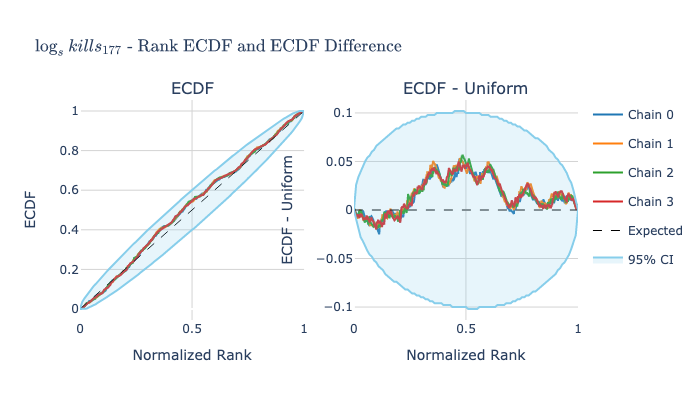 log_s kills_177 - Rank ECDF and ECDF Difference
ECDF
ECDF - Uniform
1
0.8
0.6
0.4
0.2
0
ECDF
0
0.5
1
Normalized Rank
0.1
0.05
0
−0.05
−0.1
ECDF - Uniform
0
0.5
1
Normalized Rank
Chain 0
Chain 1
Chain 2
Chain 3
Expected
95% CI